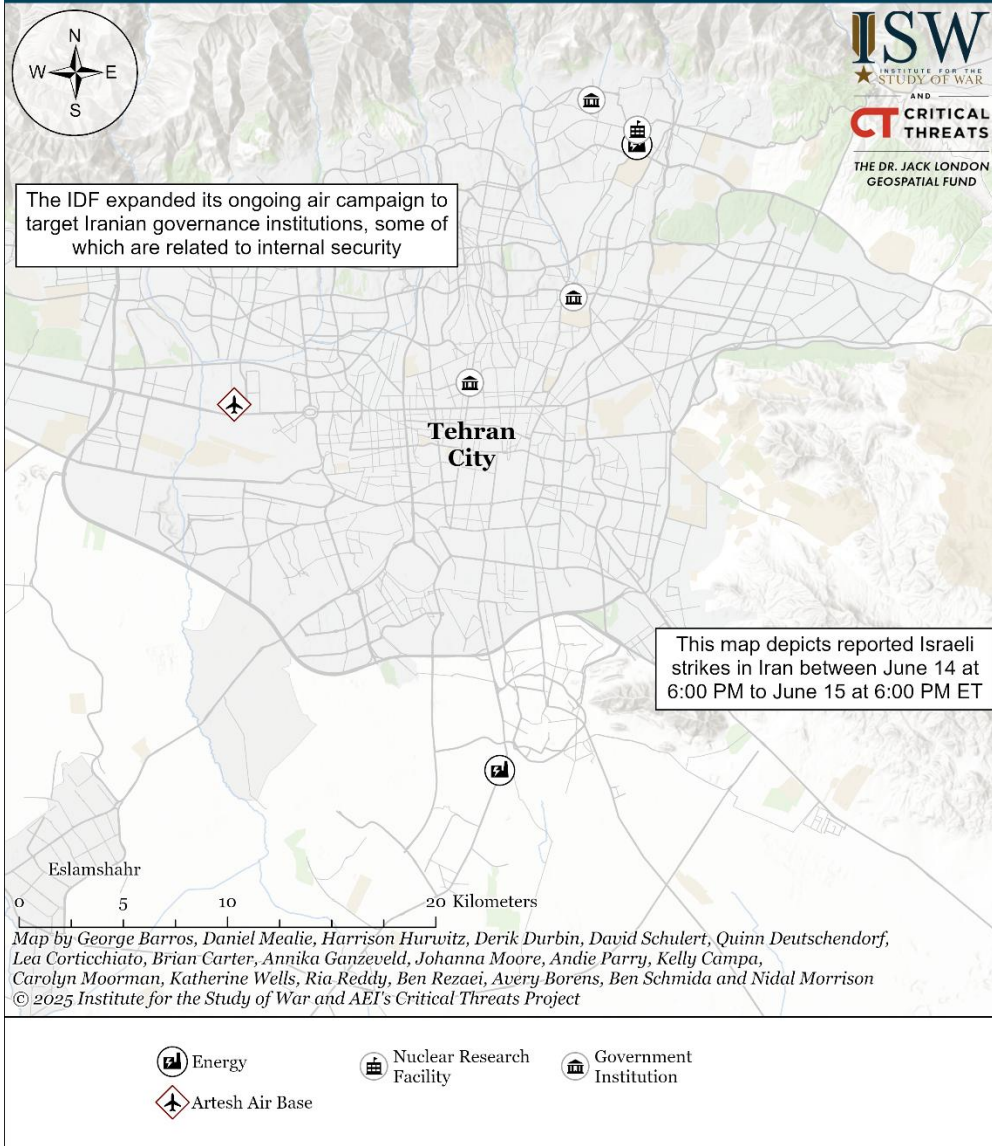 N
W
E
S
ISW
INSTITUTE FOR THE
STUDY OF WAR
AND
CT CRITICAL
THREATS
THE DR. JACK LONDON
GEOSPATIAL FUND
The IDF expanded its ongoing air campaign to
target Iranian governance institutions, some of
which are related to internal security
Tehran
City
This map depicts reported Israeli
strikes in Iran between June 14 at
6:00 PM to June 15 at 6:00 PM ET
Eslamshahr
0 5 10 20 Kilometers
Map by George Barros, Daniel Mealie, Harrison Hurwitz, Derik Durbin, David Schulert, Quinn Deutschendorf,
Lea Corticchiato, Brian Carter, Annika Ganzeveld, Johanna Moore, Andie Parry, Kelly Campa,
Carolyn Moorman, Katherine Wells, Ria Reddy, Ben Rezaei, Avery Borens, Ben Schmida and Nidal Morrison
© 2025 Institute for the Study of War and AEI's Critical Threats Project
Energy
Nuclear Research
Facility
Government
Institution
Artesh Air Base